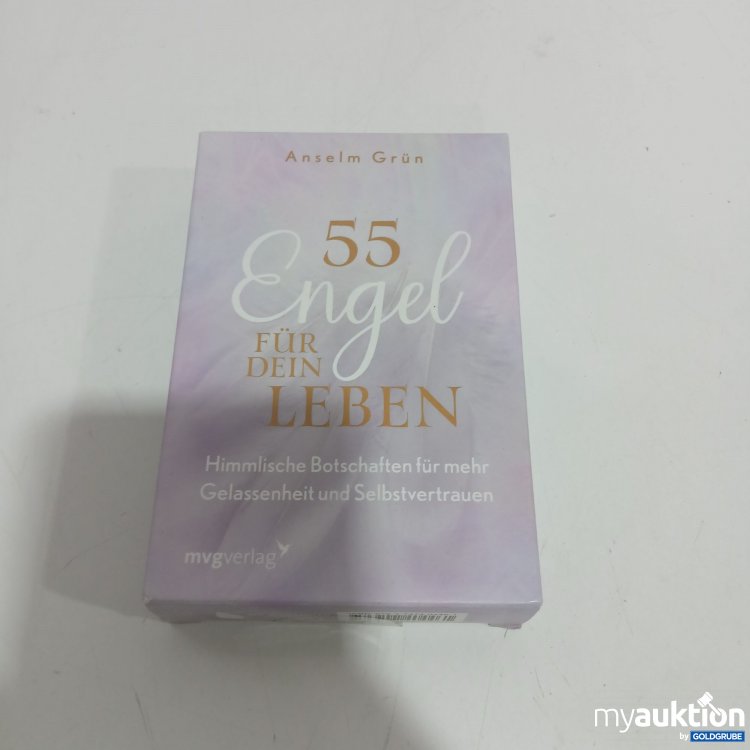 Anselm Grün
55
Engel
FÜR
DEIN
LEBEN
Himmlische Botschaften für mehr
Gelassenheit und Selbstvertrauen
mvgverlag
myauktion
by GOLDGRUBE